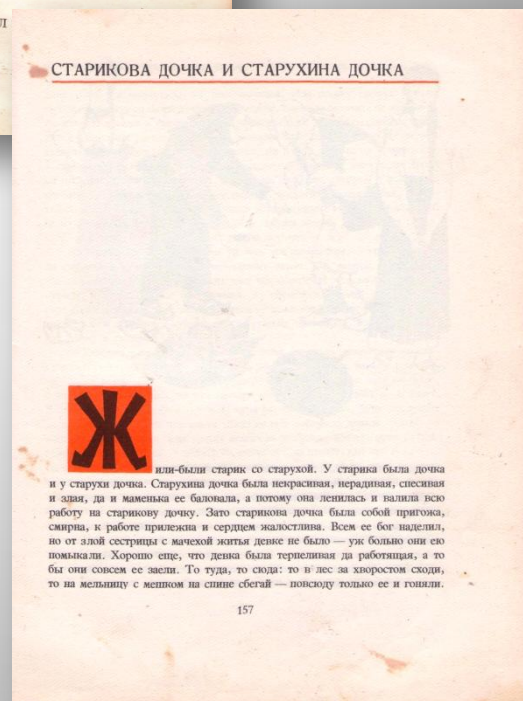 л
СТАРИКОВА ДОЧКА И СТАРУХИНА ДОЧКА
Жили-были старик со старухой. У старика была дочка
и у старухи дочка. Старухина дочка была некрасивая, нерадивая, спесивая
и злая, да и маменька ее баловала, а потому она ленилась и валила всю
работу на старикову дочку. Зато старикова дочка была собой пригожа,
смирна, к работе прилежна и сердцем жалостлива. Всем ее бог наделил,
но от злой сестрицы с мачехой житья девке не было — уж больно они ею
помыкали. Хорошо еще, что девка была терпеливая да работящая, а то
бы они совсем ее заели. То туда, то сюда: то в лес за хворостом сходи,
то на мельницу с мешком на спине сбегай — повсюду только ее и гоняли.
157